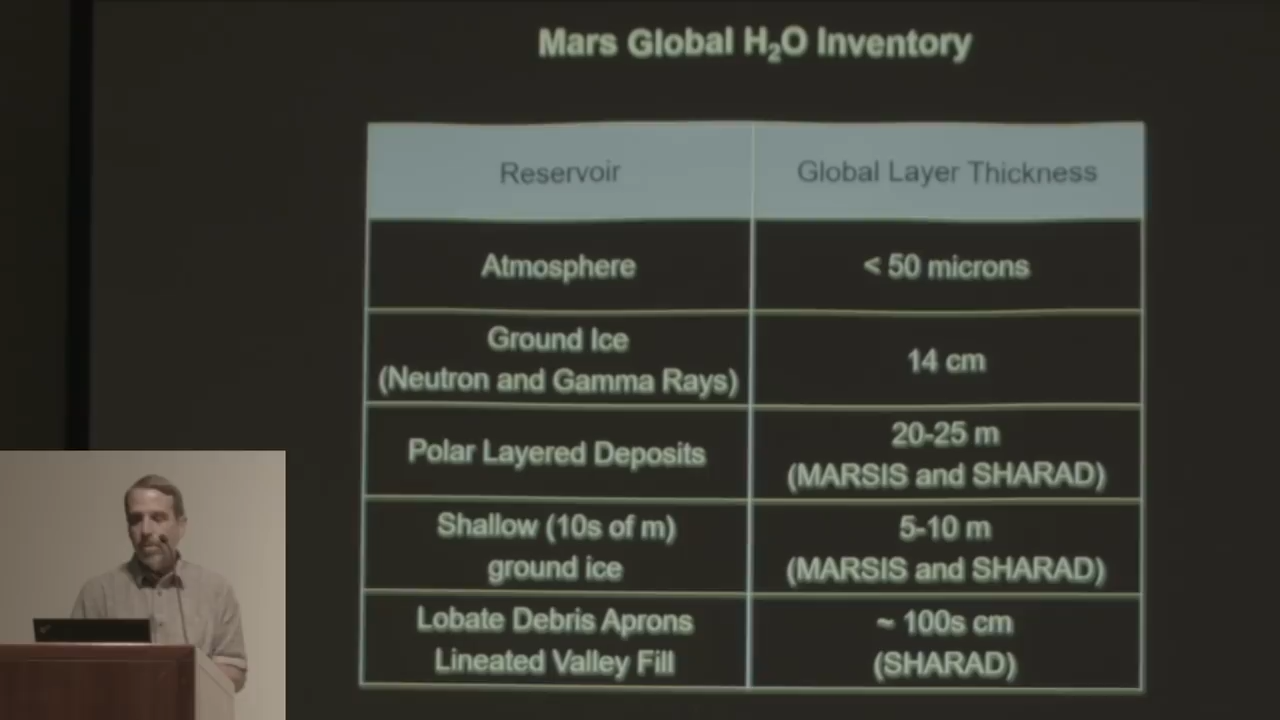 Mars Global H₂O Inventory
Reservoir
Global Layer Thickness
Atmosphere
< 50 microns
Ground Ice
(Neutron and Gamma Rays)
14 cm
Polar Layered Deposits
20-25 m
(MARSIS and SHARAD)
Shallow (10s of m)
ground ice
5-10 m
(MARSIS and SHARAD)
Lobate Debris Aprons
Lineated Valley Fill
~ 100s cm
(SHARAD)